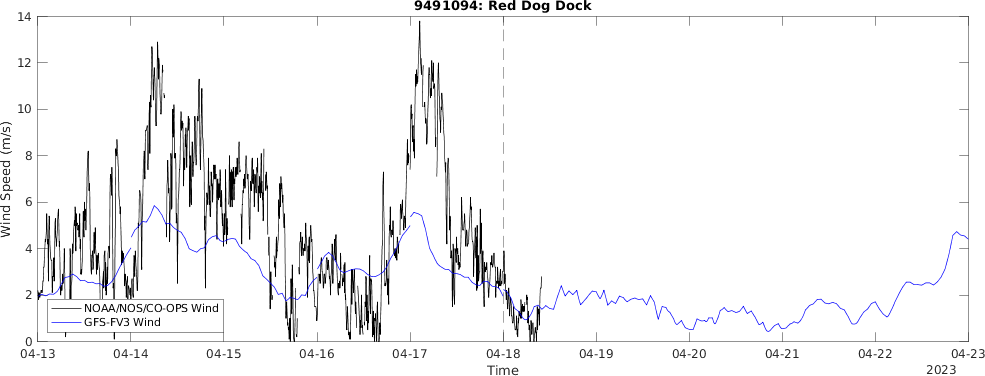 9491094: Red Dog Dock
14
12
10
8
6
4
2
0
Wind Speed (m/s)
NOAA/NOS/CO-OPS Wind
GFS-FV3 Wind
04-13 04-14 04-15 04-16 04-17 04-18 04-19 04-20 04-21 04-22 04-23
Time
2023